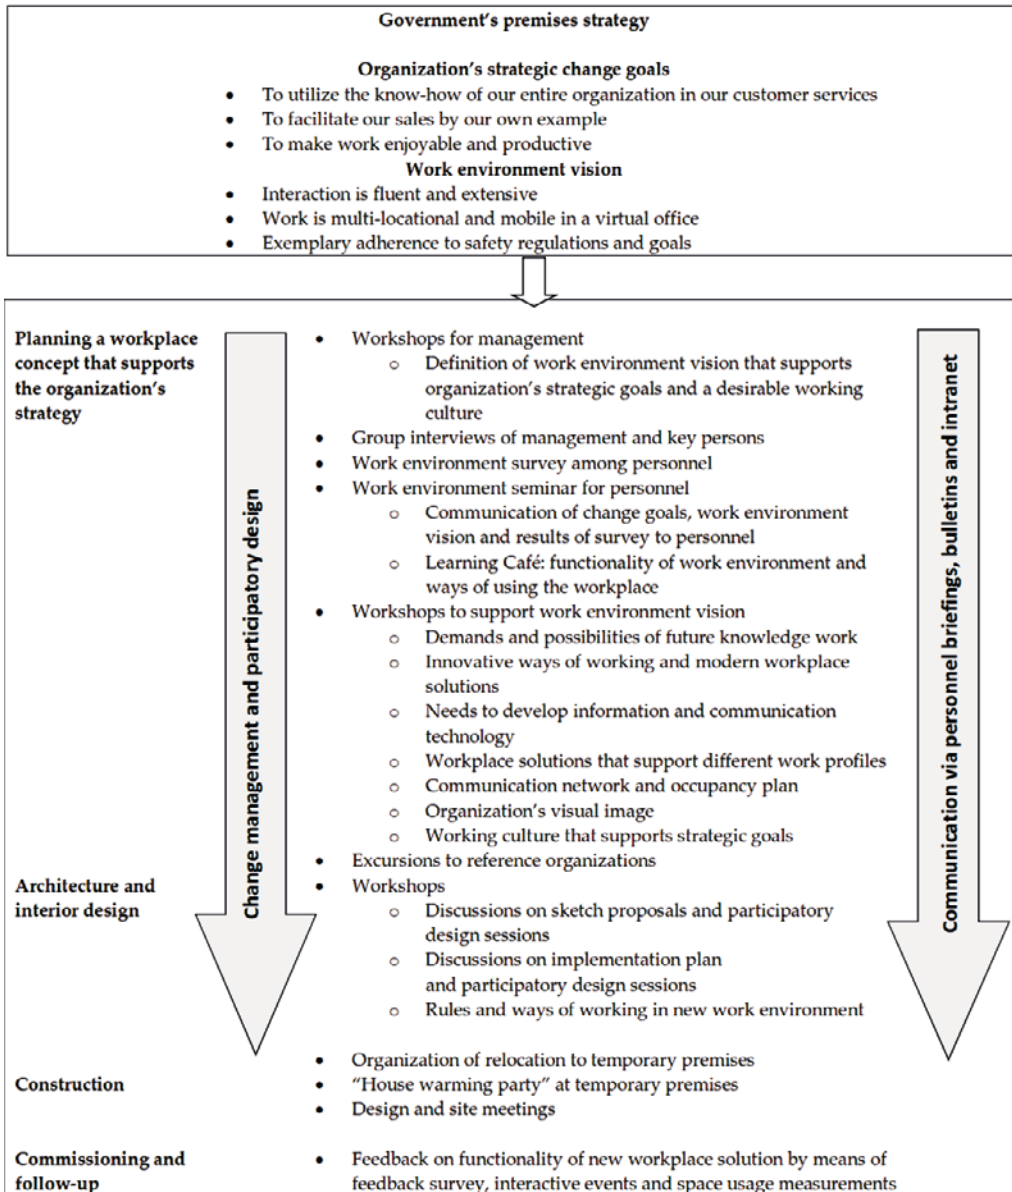 Government's premises strategy
Organization's strategic change goals
• To utilize the know-how of our entire organization in our customer services
• To facilitate our sales by our own example
• To make work enjoyable and productive
Work environment vision
• Interaction is fluent and extensive
• Work is multi-locational and mobile in a virtual office
• Exemplary adherence to safety regulations and goals
Planning a workplace
concept that supports
the organization's
strategy
Change management and participatory design
• Workshops for management
o Definition of work environment vision that supports
organization's strategic goals and a desirable working
culture
• Group interviews of management and key persons
• Work environment survey among personnel
• Work environment seminar for personnel
o Communication of change goals, work environment
vision and results of survey to personnel
o Learning Café: functionality of work environment and
ways of using the workplace
• Workshops to support work environment vision
o Demands and possibilities of future knowledge work
o Innovative ways of working and modern workplace
solutions
o Needs to develop information and communication
technology
o Workplace solutions that support different work profiles
o Communication network and occupancy plan
o Organization's visual image
o Working culture that supports strategic goals
• Excursions to reference organizations
Communication via personnel briefings, bulletins and intranet
Architecture and
interior design
• Workshops
o Discussions on sketch proposals and participatory
design sessions
o Discussions on implementation plan
and participatory design sessions
o Rules and ways of working in new work environment
Construction
• Organization of relocation to temporary premises
• "House warming party" at temporary premises
• Design and site meetings
Commissioning and
follow-up
• Feedback on functionality of new workplace solution by means of
feedback survey, interactive events and space usage measurements